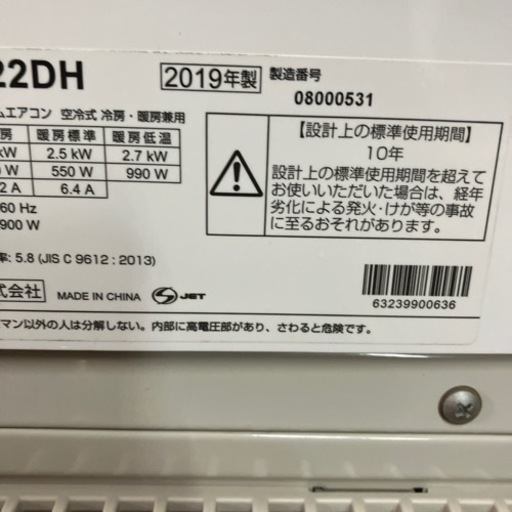 22DH 2019年製 製造番号
08000531
ムエアコン 空冷式 冷房・暖房兼用
房 暖房標準 暖房低温
kW 2.5 kW 2.7 kW
W 550 W 990 W
2 A 6.4 A
60 Hz
900 W
率: 5.8 (JIS C 9612 : 2013)
【設計上の標準使用期間】
10年
設計上の標準使用期間を超えて
お使いいただいた場合は、経年
劣化による発火・けが等の事故
に至るおそれがあります。
式会社 MADE IN CHINA S JET
63239900636
マン以外の人は分解しない。内部に高電圧部があり、さわると危険です。